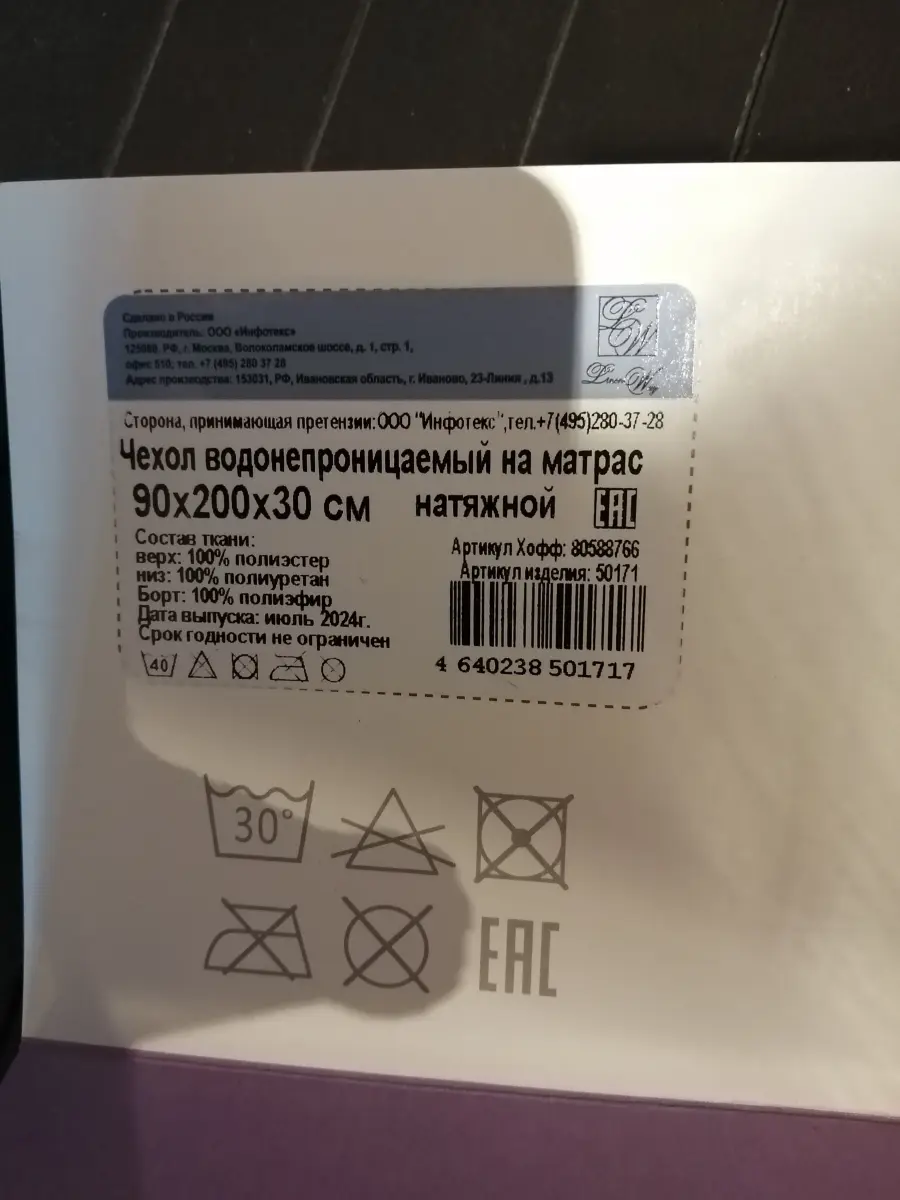 Сделано в России
Производитель: ООО «Инфотекс»
125080, РФ, г. Москва, Волоколамское шоссе, д. 1, стр. 1,
офис 510; тел. +7 (495) 280 37 28
Адрес производства: 153031, РФ, Ивановская область, г. Иваново, 23-Линия , д.13
LW
Linen Way
Сторона, принимающая претензии:ООО "Инфотекс",тел.+7(495)280-37-28
Чехол водонепроницаемый на матрас
90х200х30 см натяжной EAC
Состав ткани:
верх: 100% полиэстер
низ: 100% полиуретан
Борт: 100% полиэфир
Дата выпуска: июль 2024г.
Срок годности не ограничен
Артикул Хофф: 80588766
Артикул изделия: 50171
4 640238 501717
40
30°
EAC